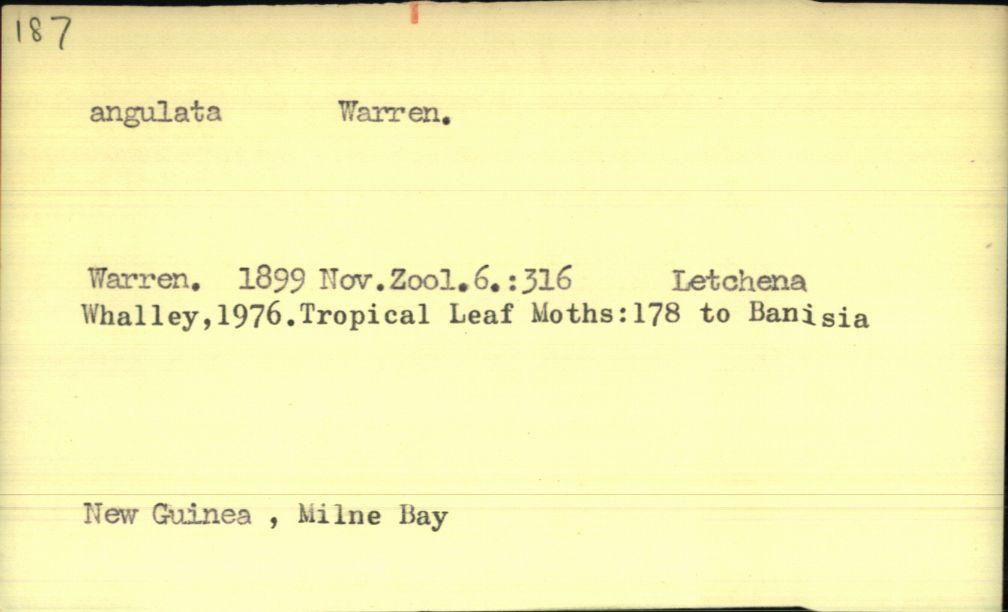 187
angulata Warren.
Warren. 1899 Nov.Zool.6.:316 Letchena
Whalley,1976.Tropical Leaf Moths:178 to Banisia
New Guinea , Milne Bay